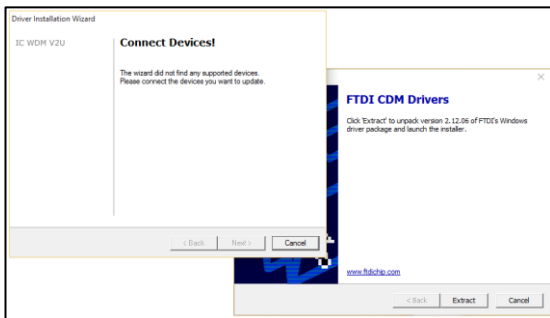 Driver Installation Wizard
IC WDM V2U
Connect Devices!
The wizard did not find any supported devices.
Please connect the devices you want to update.
< Back
Next >
Cancel
FTDI CDM Drivers
Click 'Extract' to unpack version 2.12.06 of FTDI's Windows
driver package and launch the installer.
www.ftdichip.com
< Back
Extract
Cancel